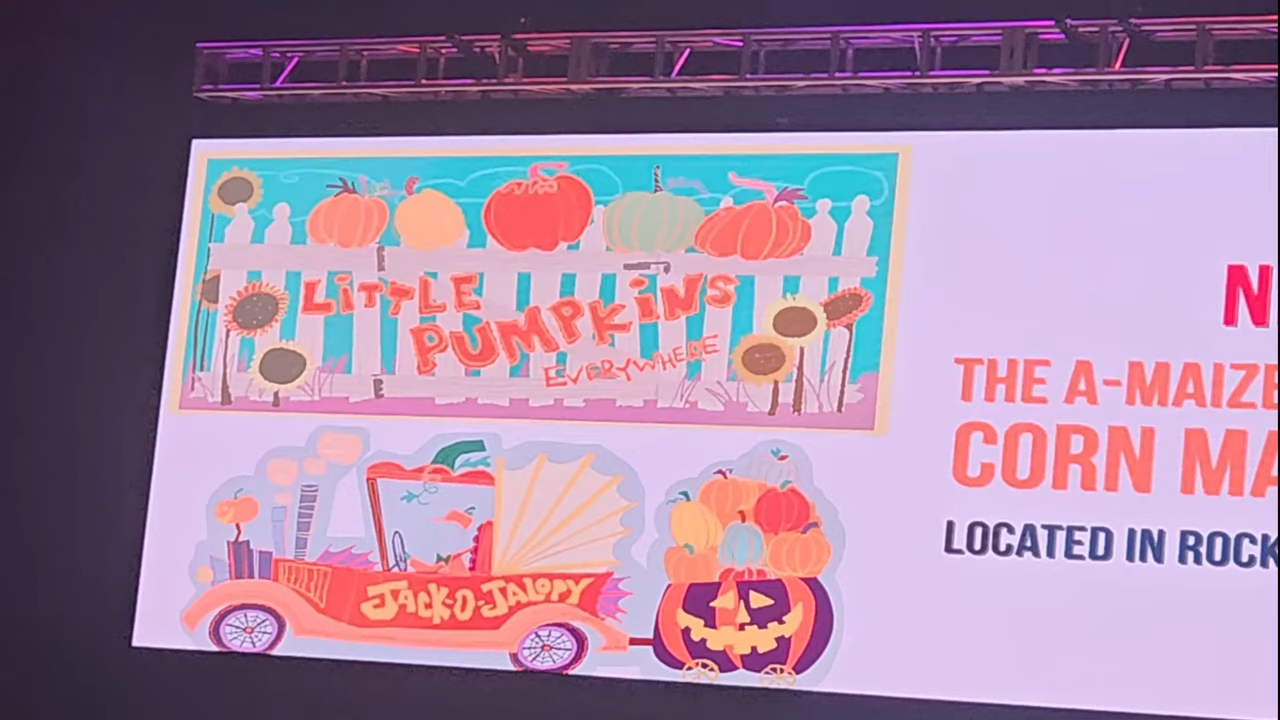 LiTTLE
PUMPKiNS
EVERYWHERE
JACK-O-JALOPY
N
THE A-MAIZE
CORN MA
LOCATED IN ROCK